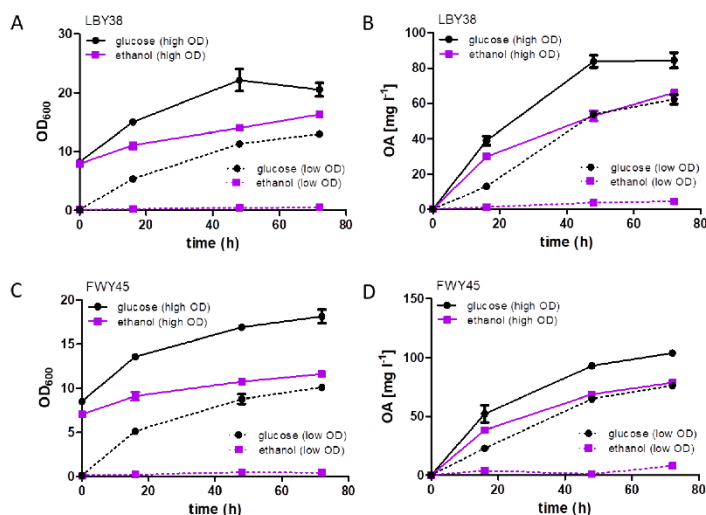 A
LBY38
glucose (high OD)
ethanol (high OD)
30
20
10
0
OD600
glucose (low OD)
ethanol (low OD)
0 20 40 60 80
time (h)
B
LBY38
glucose (high OD)
ethanol (high OD)
100
80
60
40
20
0
OA [mg l-1]
glucose (low OD)
ethanol (low OD)
0 20 40 60 80
time (h)
C
FWY45
glucose (high OD)
ethanol (high OD)
20
15
10
5
0
OD600
glucose (low OD)
ethanol (low OD)
0 20 40 60 80
time (h)
D
FWY45
glucose (high OD)
ethanol (high OD)
150
100
50
0
OA [mg l-1]
glucose (low OD)
ethanol (low OD)
0 20 40 60 80
time (h)